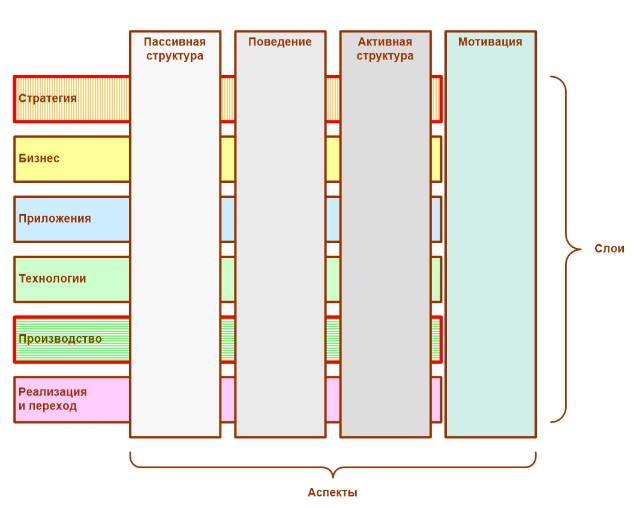 Пассивная
структура
Поведение
Активная
структура
Мотивация
Стратегия
Бизнес
Приложения
Слои
Технологии
Производство
Реализация
и переход
Аспекты